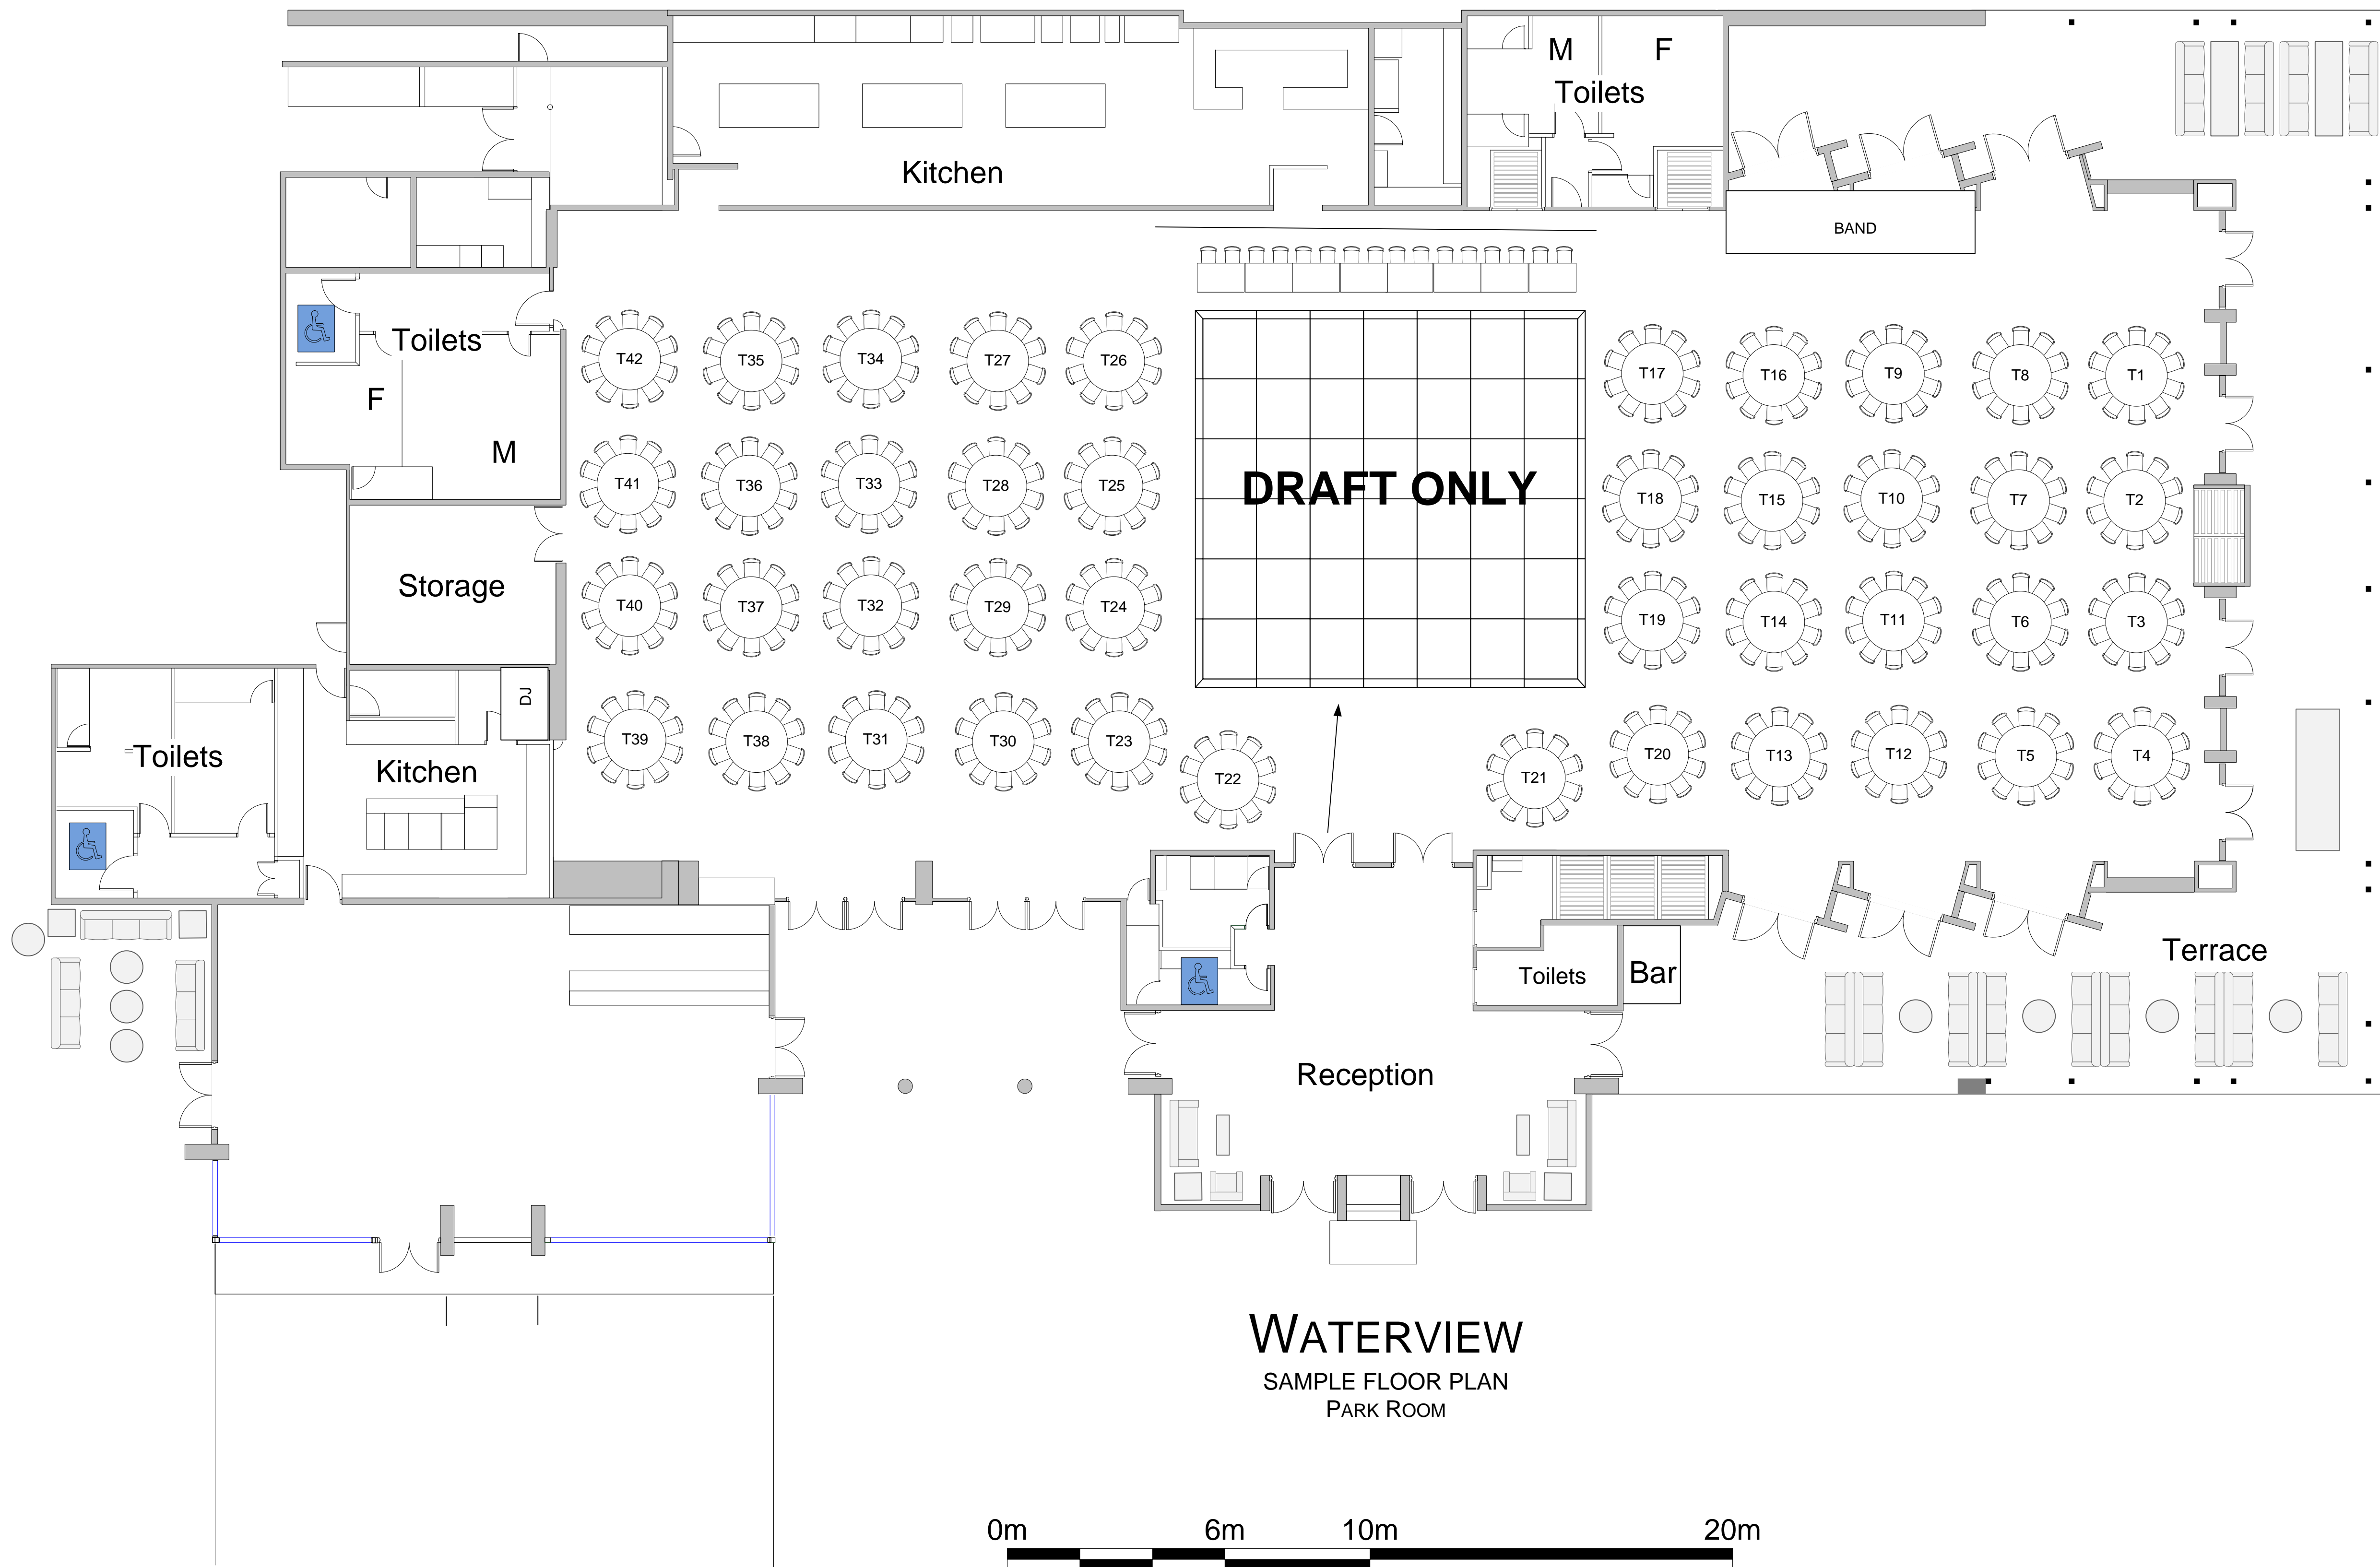 M F
Toilets
Kitchen
BAND
Toilets
F
M
T42 T35 T34 T27 T26 T17 T16 T9 T8 T1
T41 T36 T33 T28 T25 DRAFT ONLY T18 T15 T10 T7 T2
Storage
T40 T37 T32 T29 T24 T19 T14 T11 T6 T3
DJ
T39 T38 T31 T30 T23 T20 T13 T12 T5 T4
T22 T21
Toilets
Kitchen
Terrace
Toilets
Bar
Reception
WATERVIEW
SAMPLE FLOOR PLAN
PARK ROOM
0m 6m 10m 20m